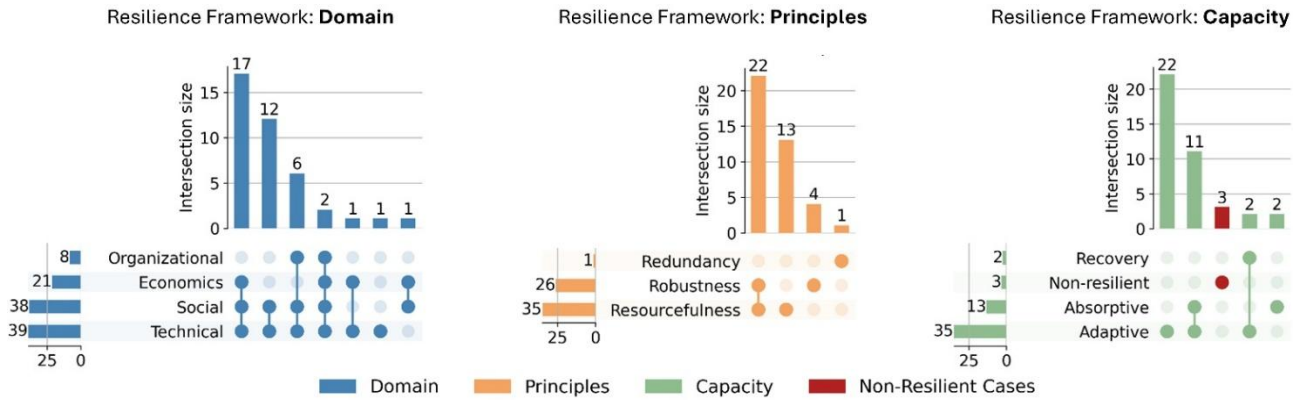 Resilience Framework: Domain
17
12
6
2
1
1
1
15
10
5
0
Intersection size
8
Organizational
21
Economics
38
Social
39
Technical
25
0
Resilience Framework: Principles
22
13
4
1
20
15
10
5
0
Intersection size
1
Redundancy
26
Robustness
35
Resourcefulness
25
0
Resilience Framework: Capacity
22
11
3
2
2
20
15
10
5
0
Intersection size
2
Recovery
3
Non-resilient
13
Absorptive
35
Adaptive
25
0
Domain
Principles
Capacity
Non-Resilient Cases